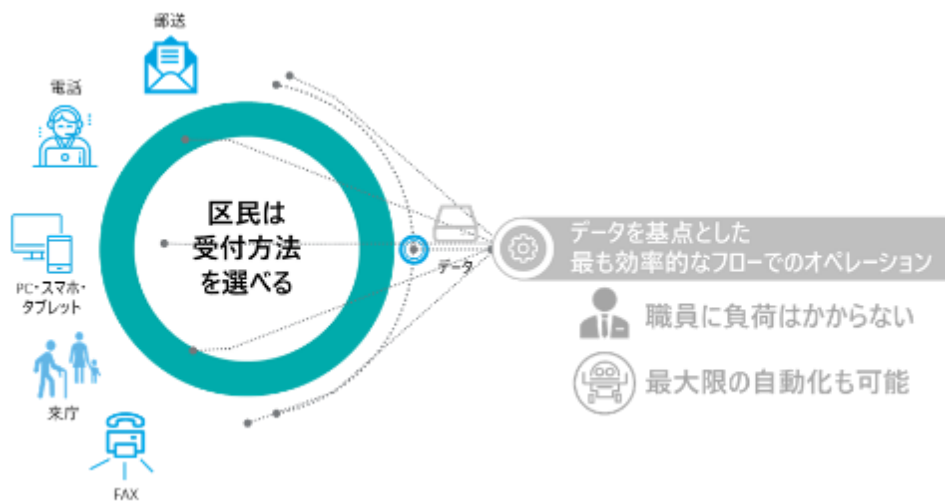 郵送
電話
区民は
受付方法
を選べる
PC・スマホ・
タブレット
来庁
FAX
データ
データを基点とした
最も効率的なフローでのオペレーション
職員に負荷はかからない
最大限の自動化も可能